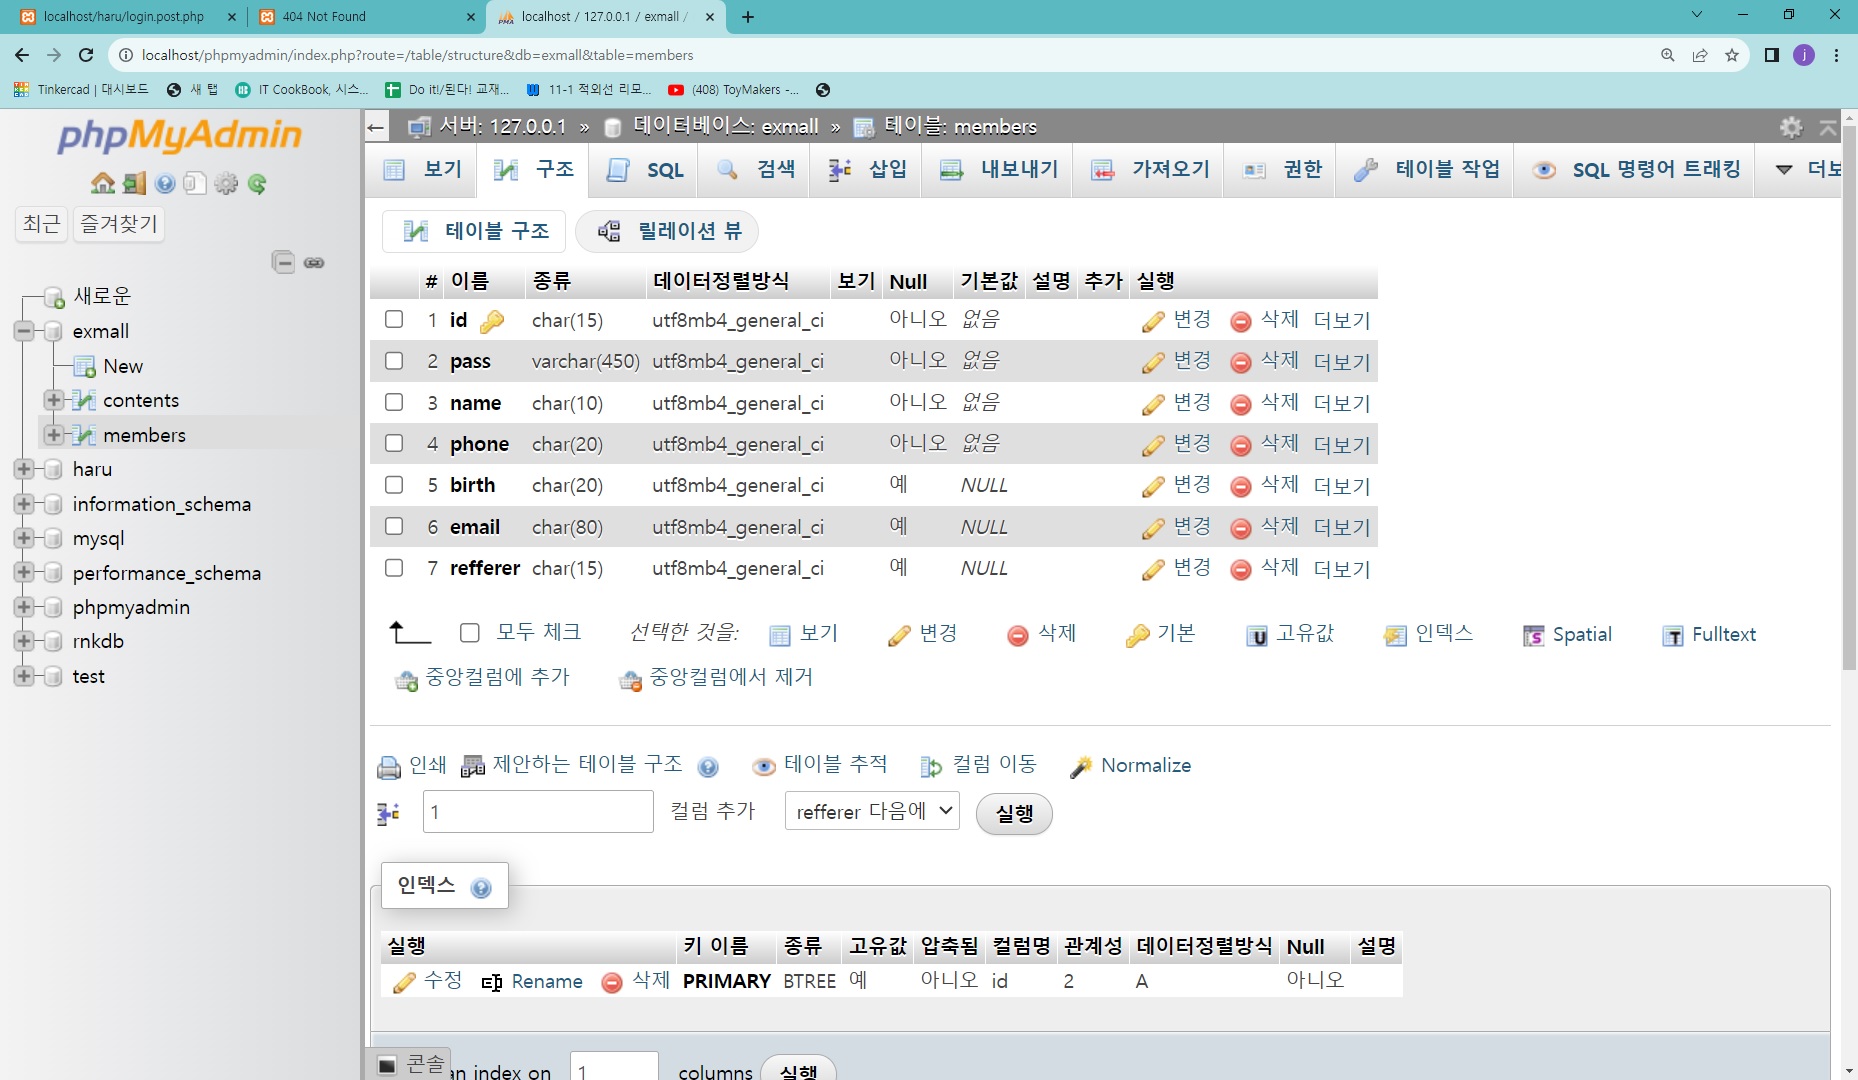 localhost/haru/login.post.php
404 Not Found
localhost / 127.0.0.1 / exmall /
localhost/phpmyadmin/index.php?route=/table/structure&db=exmall&table=members
j
Tinkercad | 대시보드
새 탭
IT CookBook, 시스...
Do it!/된다! 교재...
11-1 적외선 리모...
(408) ToyMakers -...
phpMyAdmin
최근
즐겨찾기
새로운
exmall
New
contents
members
haru
information_schema
mysql
performance_schema
phpmyadmin
rnkdb
test
서버: 127.0.0.1 » 데이터베이스: exmall » 테이블: members
보기 구조 SQL 검색 삽입 내보내기 가져오기 권한 테이블 작업 SQL 명령어 트래킹 더보
테이블 구조 릴레이션 뷰
# 이름 종류 데이터정렬방식 보기 Null 기본값 설명 추가 실행
1 id char(15) utf8mb4_general_ci 아니오 없음 변경 삭제 더보기
2 pass varchar(450) utf8mb4_general_ci 아니오 없음 변경 삭제 더보기
3 name char(10) utf8mb4_general_ci 아니오 없음 변경 삭제 더보기
4 phone char(20) utf8mb4_general_ci 아니오 없음 변경 삭제 더보기
5 birth char(20) utf8mb4_general_ci 예 NULL 변경 삭제 더보기
6 email char(80) utf8mb4_general_ci 예 NULL 변경 삭제 더보기
7 refferer char(15) utf8mb4_general_ci 예 NULL 변경 삭제 더보기
모두 체크 선택한 것을: 보기 변경 삭제 기본 고유값 인덱스 Spatial Fulltext
중앙컬럼에 추가 중앙컬럼에서 제거
인쇄 제안하는 테이블 구조 테이블 추적 컬럼 이동 Normalize
1 컬럼 추가 refferer 다음에 실행
인덱스
실행 키 이름 종류 고유값 압축됨 컬럼명 관계성 데이터정렬방식 Null 설명
수정 Rename 삭제 PRIMARY BTREE 예 아니오 id 2 A 아니오
콘솔
an index on 1 columns 실행